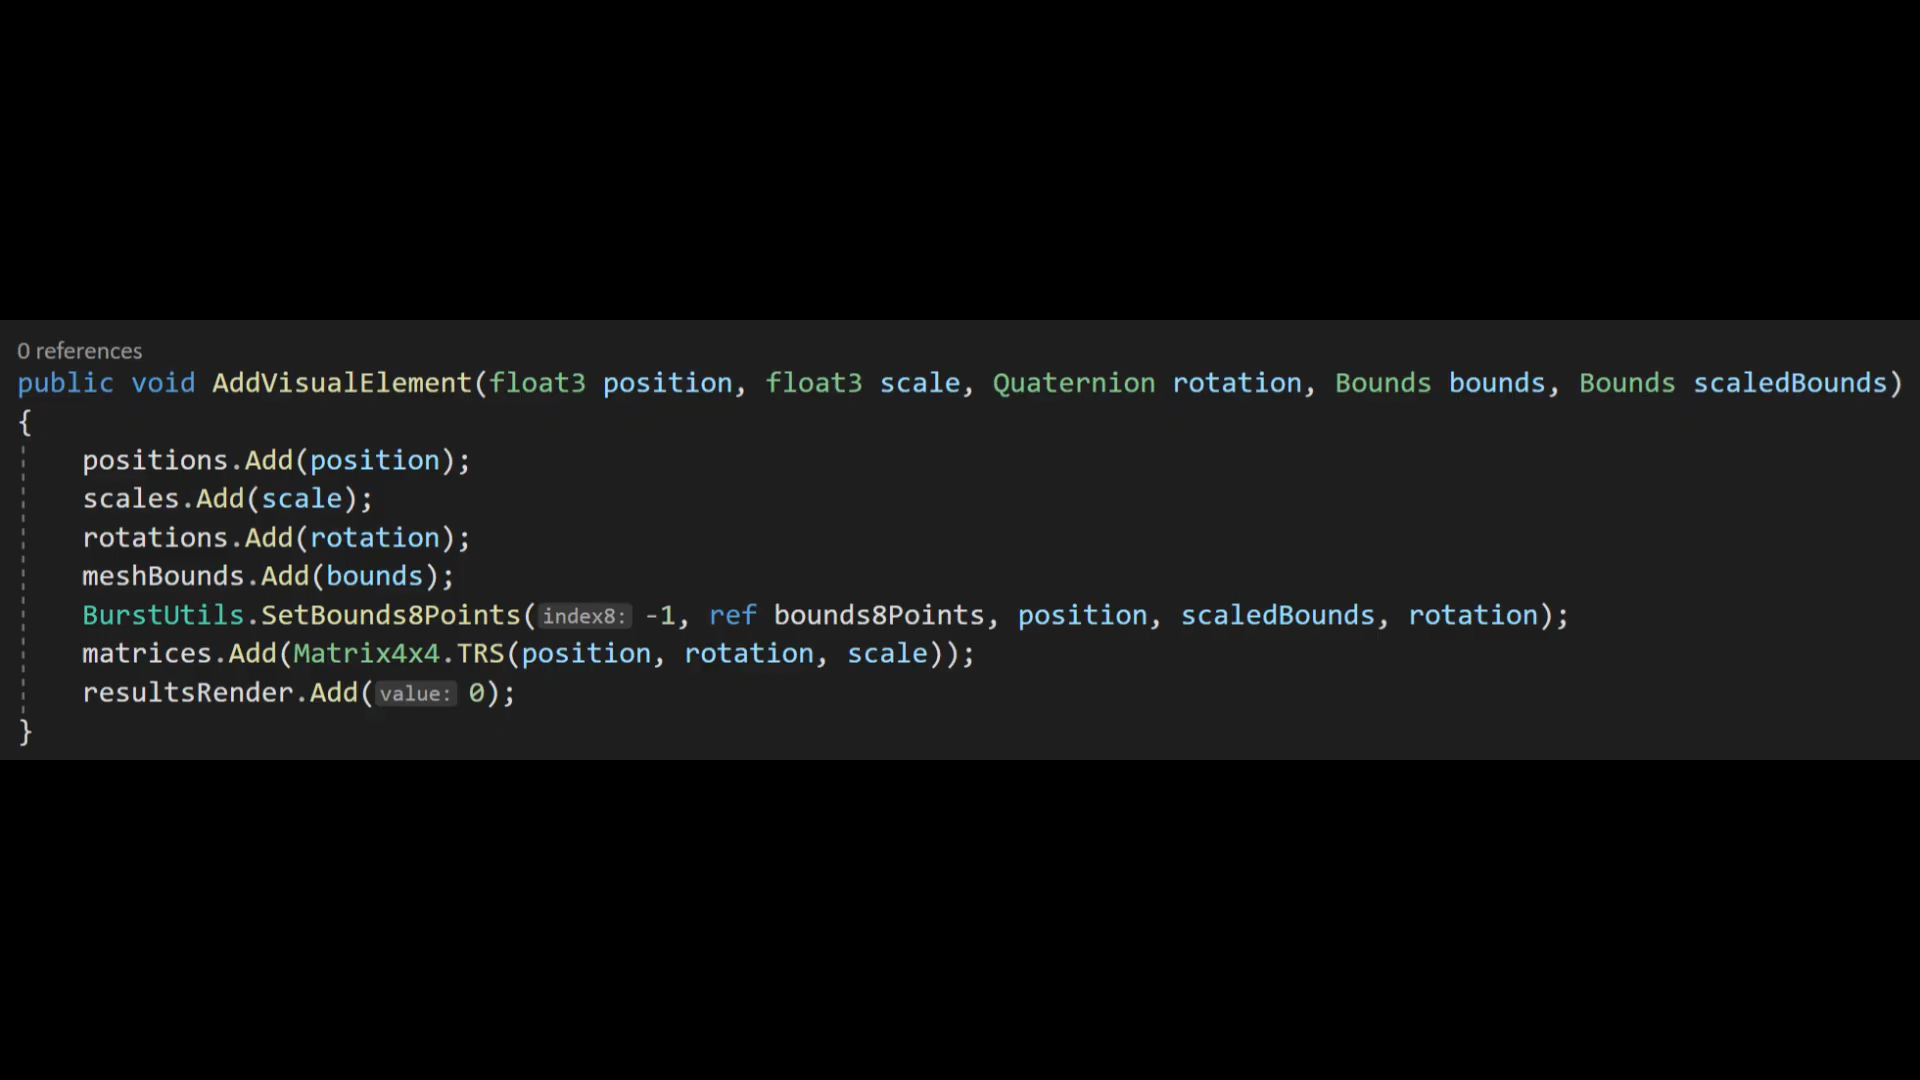 0 references
public void AddVisualElement(float3 position, float3 scale, Quaternion rotation, Bounds bounds, Bounds scaledBounds)
{
positions.Add(position);
scales.Add(scale);
rotations.Add(rotation);
meshBounds.Add(bounds);
BurstUtils.SetBounds8Points(index8: -1, ref bounds8Points, position, scaledBounds, rotation);
matrices.Add(Matrix4x4.TRS(position, rotation, scale));
resultsRender.Add(value: 0);
}